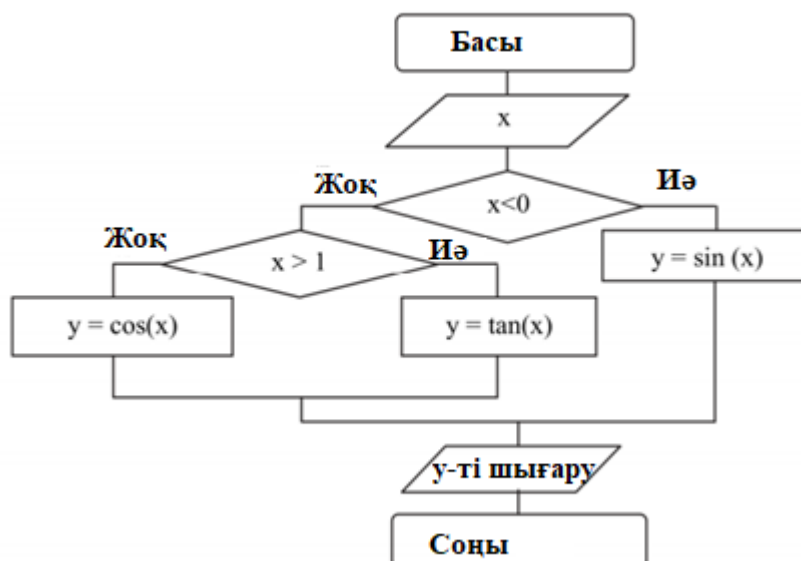 Басы
x
Жоқ
x<0
Иә
Жоқ
x > 1
Иә
y = sin (x)
y = cos(x)
y = tan(x)
у-ті шығару
Соңы